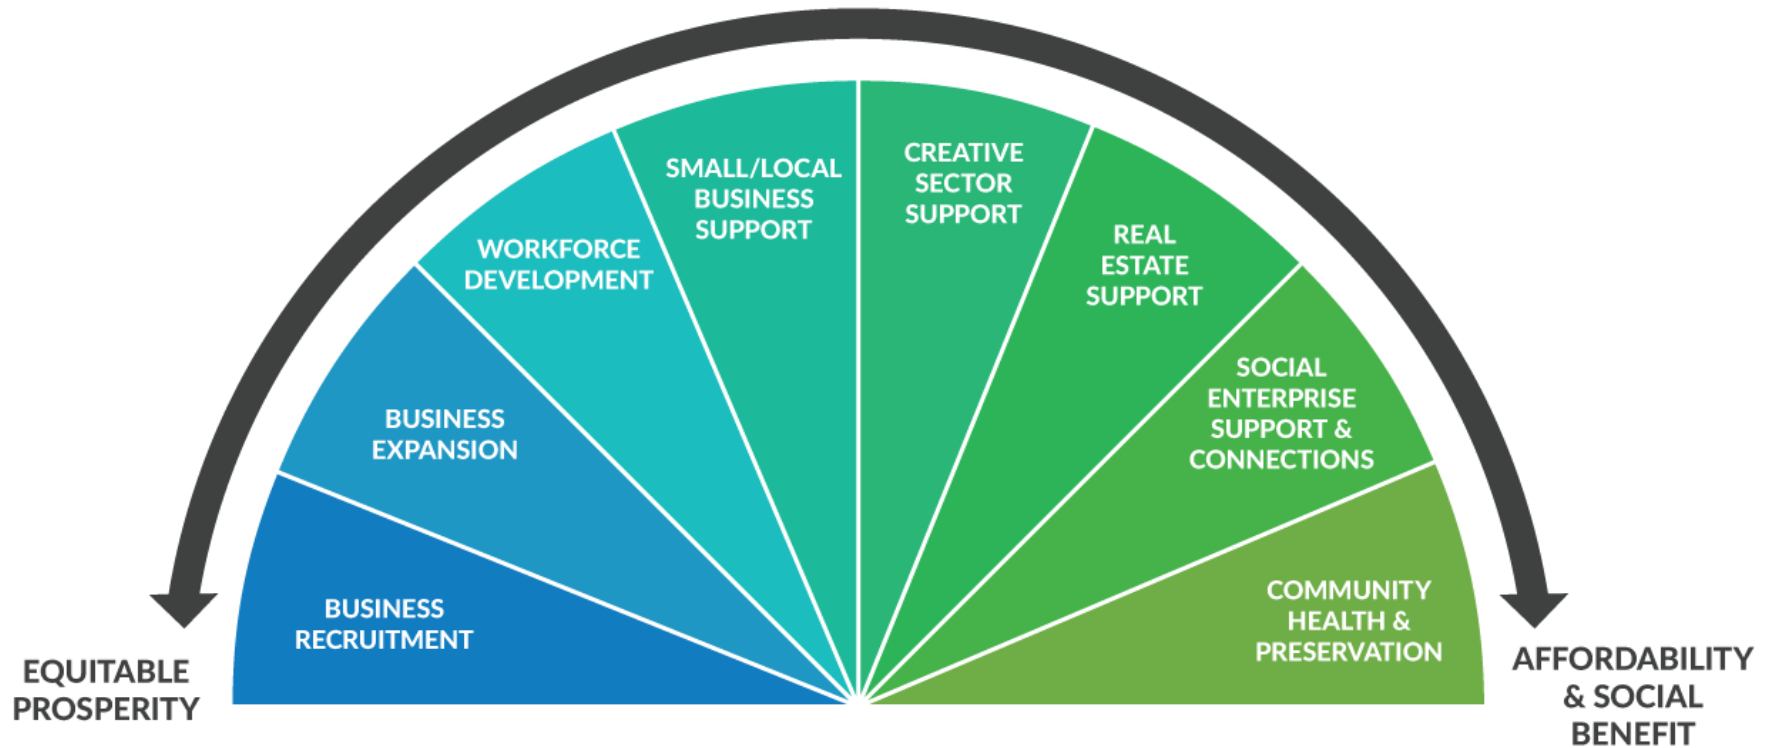 EQUITABLE
PROSPERITY
BUSINESS
RECRUITMENT
BUSINESS
EXPANSION
WORKFORCE
DEVELOPMENT
SMALL/LOCAL
BUSINESS
SUPPORT
CREATIVE
SECTOR
SUPPORT
REAL
ESTATE
SUPPORT
SOCIAL
ENTERPRISE
SUPPORT &
CONNECTIONS
COMMUNITY
HEALTH &
PRESERVATION
AFFORDABILITY
& SOCIAL
BENEFIT